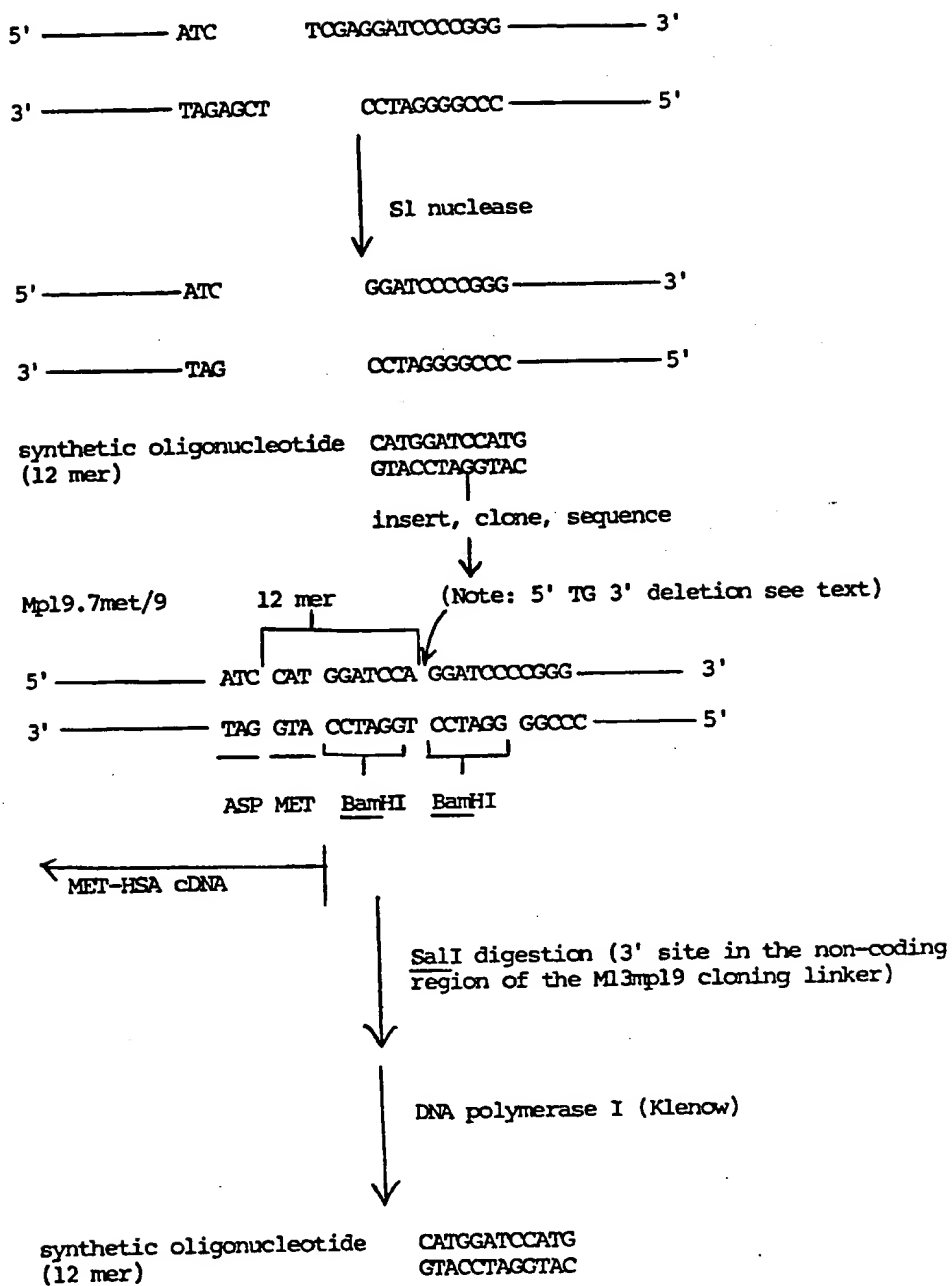 5' ATC TCGAGGATCCCCGGG 3'
3' TAGAGCT CCTAGGGGCCC 5'
S1 nuclease
5' ATC GGATCCCCGGG 3'
3' TAG CCTAGGGGCCC 5'
synthetic oligonucleotide CATGGATCCATG
(12 mer) GTACCTAGGTAC
insert, clone, sequence
Mp19.7met/9 12 mer (Note: 5' TG 3' deletion see text)
5' ATC CAT GGATCCA GGATCCCCGGG 3'
3' TAG GTA CCTAGGT CCTAGG GGCCC 5'
ASP MET BamHI BamHI
MET-HSA cDNA
SalI digestion (3' site in the non-coding
region of the M13mp19 cloning linker)
DNA polymerase I (Klenow)
synthetic oligonucleotide CATGGATCCATG
(12 mer) GTACCTAGGTAC